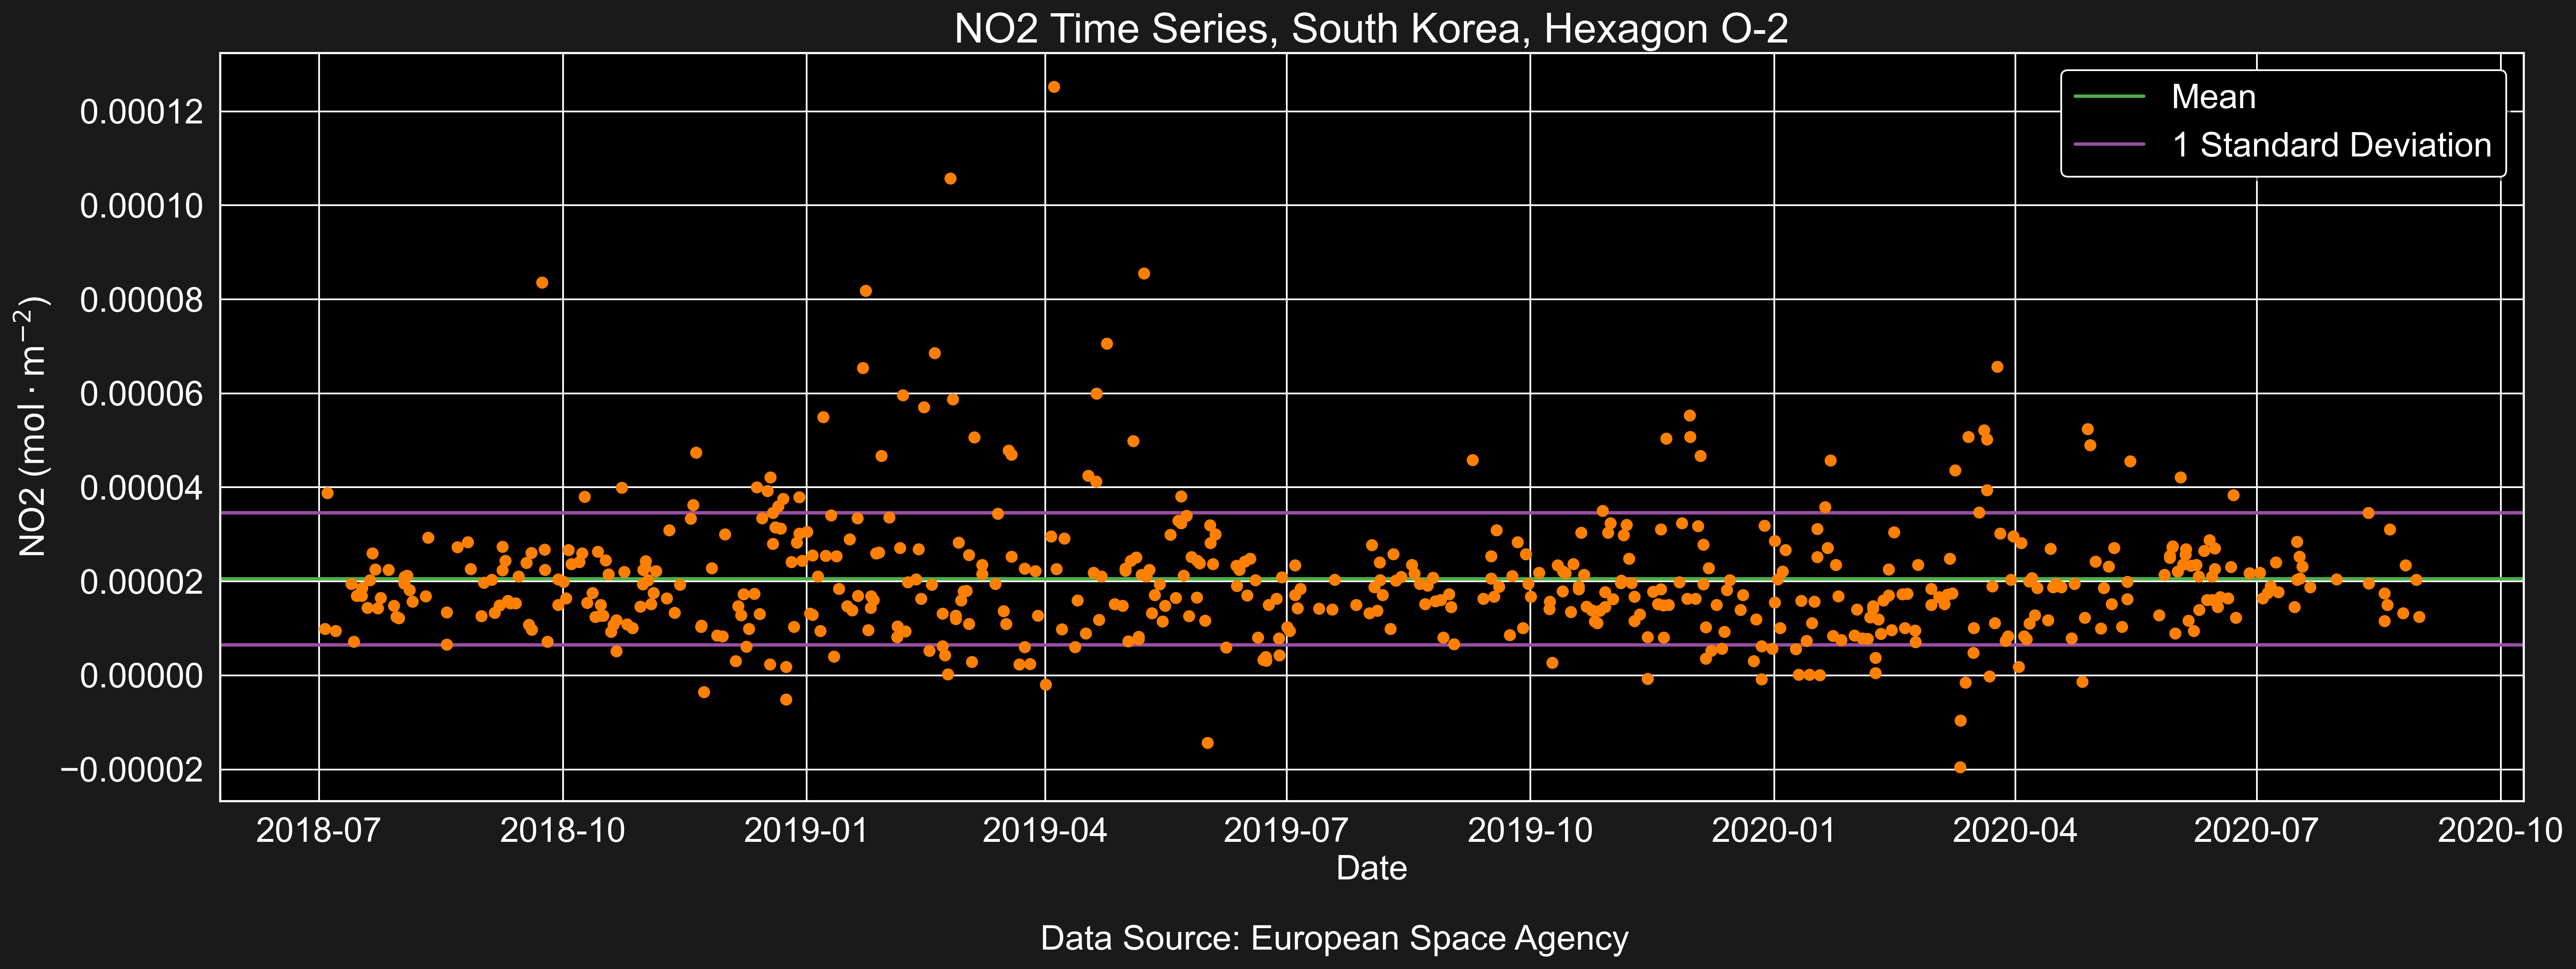 NO2 Time Series, South Korea, Hexagon O-2
Mean
1 Standard Deviation
NO2 (mol · m⁻²)
0.00012
0.00010
0.00008
0.00006
0.00004
0.00002
0.00000
−0.00002
2018-07 2018-10 2019-01 2019-04 2019-07 2019-10 2020-01 2020-04 2020-07 2020-10
Date
Data Source: European Space Agency